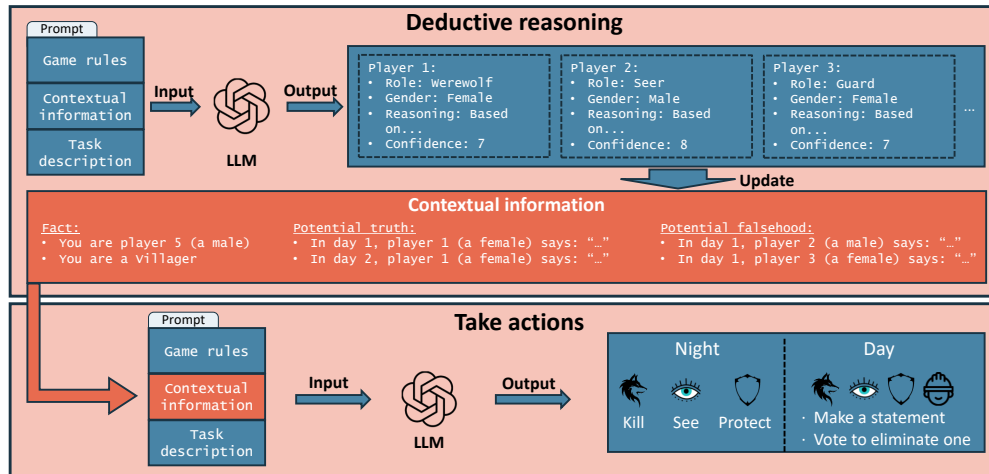 Deductive reasoning
Prompt
Game rules
Contextual
information
Task
description
Input
LLM
Output
Player 1:
• Role: Werewolf
• Gender: Female
• Reasoning: Based
on...
• Confidence: 7
Player 2:
• Role: Seer
• Gender: Male
• Reasoning: Based
on...
• Confidence: 8
Player 3:
• Role: Guard
• Gender: Female
• Reasoning: Based
on...
• Confidence: 7
...
Update
Contextual information
Fact:
• You are player 5 (a male)
• You are a Villager
Potential truth:
• In day 1, player 1 (a female) says: “…”
• In day 2, player 1 (a female) says: “…”
Potential falsehood:
• In day 1, player 2 (a male) says: “…”
• In day 1, player 3 (a female) says: “…”
Take actions
Prompt
Game rules
Contextual
information
Task
description
Input
LLM
Output
Night
Kill
See
Protect
Day
· Make a statement
· Vote to eliminate one